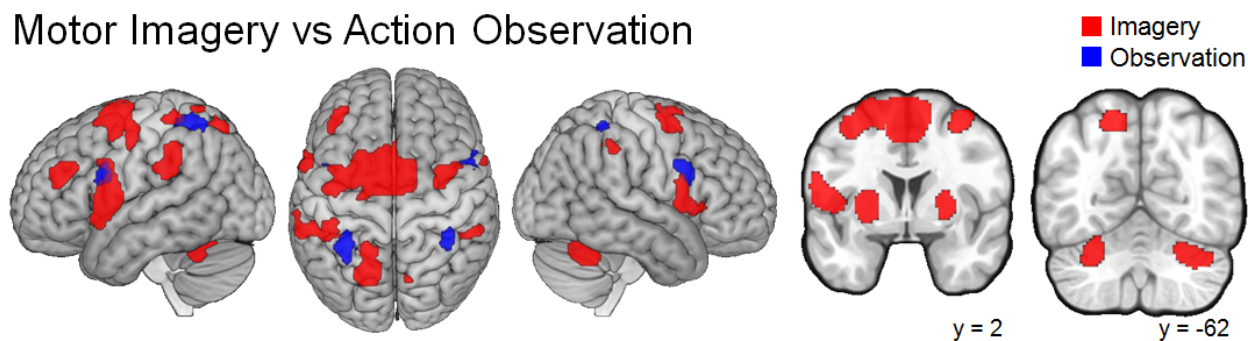 Motor Imagery vs Action Observation
Imagery
Observation
y = 2
y = -62